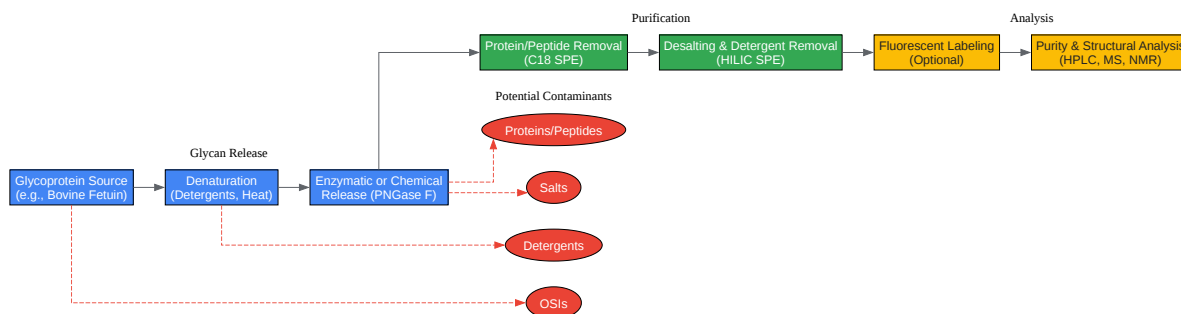 Purification
Analysis
Protein/Peptide Removal
(C18 SPE)
Desalting & Detergent Removal
(HILIC SPE)
Fluorescent Labeling
(Optional)
Purity & Structural Analysis
(HPLC, MS, NMR)
Potential Contaminants
Proteins/Peptides
Glycan Release
Glycoprotein Source
(e.g., Bovine Fetuin)
Denaturation
(Detergents, Heat)
Enzymatic or Chemical
Release (PNGase F)
Salts
Detergents
OSIs